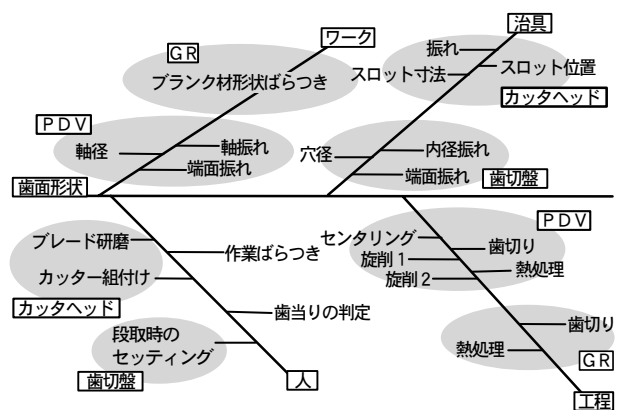 ワーク
治具
GR
振れ
ブランク材形状ばらつき
スロット寸法
スロット位置
カッタヘッド
PDV
軸径
軸振れ
端面振れ
穴径
内径振れ
端面振れ
歯切盤
歯面形状
PDV
ブレード研磨
作業ばらつき
センタリング
歯切り
カッター組付け
旋削1
熱処理
旋削2
カッタヘッド
歯当りの判定
段取時の
セッティング
歯切り
熱処理
GR
歯切盤
人
工程